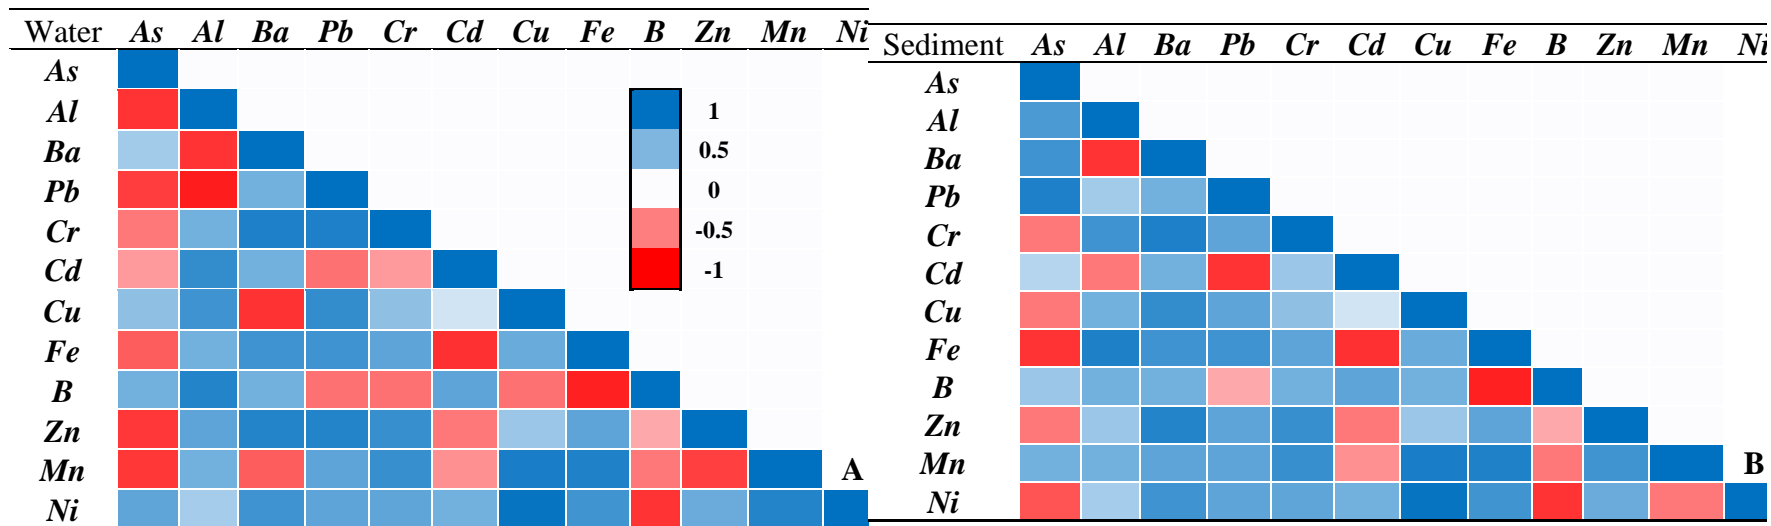 Water As Al Ba Pb Cr Cd Cu Fe B Zn Mn Ni
As
Al
Ba
Pb
Cr
Cd
Cu
Fe
B
Zn
Mn
Ni
1
0.5
0
-0.5
-1
A
Sediment As Al Ba Pb Cr Cd Cu Fe B Zn Mn Ni
As
Al
Ba
Pb
Cr
Cd
Cu
Fe
B
Zn
Mn
Ni
B